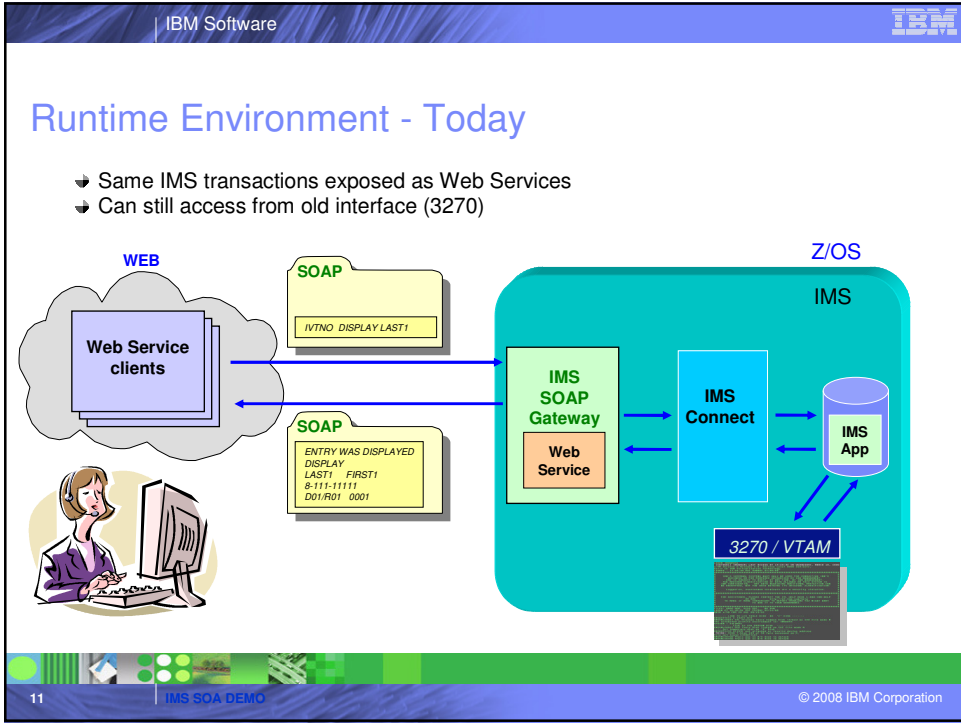 IBM Software
IBM
Runtime Environment - Today
Same IMS transactions exposed as Web Services
Can still access from old interface (3270)
WEB
Web Service
clients
SOAP
IVTNO DISPLAY LAST1
SOAP
ENTRY WAS DISPLAYED
DISPLAY
LAST1 FIRST1
8-111-11111
D01/R01 0001
Z/OS
IMS
IMS
SOAP
Gateway
Web
Service
IMS
Connect
IMS
App
3270 / VTAM
11
IMS SOA DEMO
© 2008 IBM Corporation